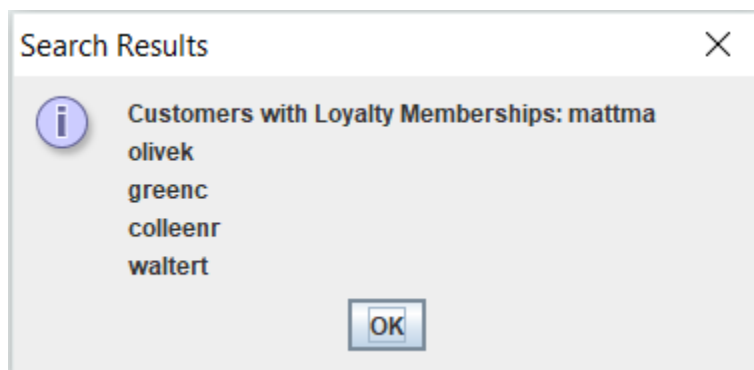 Search Results
Customers with Loyalty Memberships: mattma
olivek
greenc
colleenr
waltert
OK